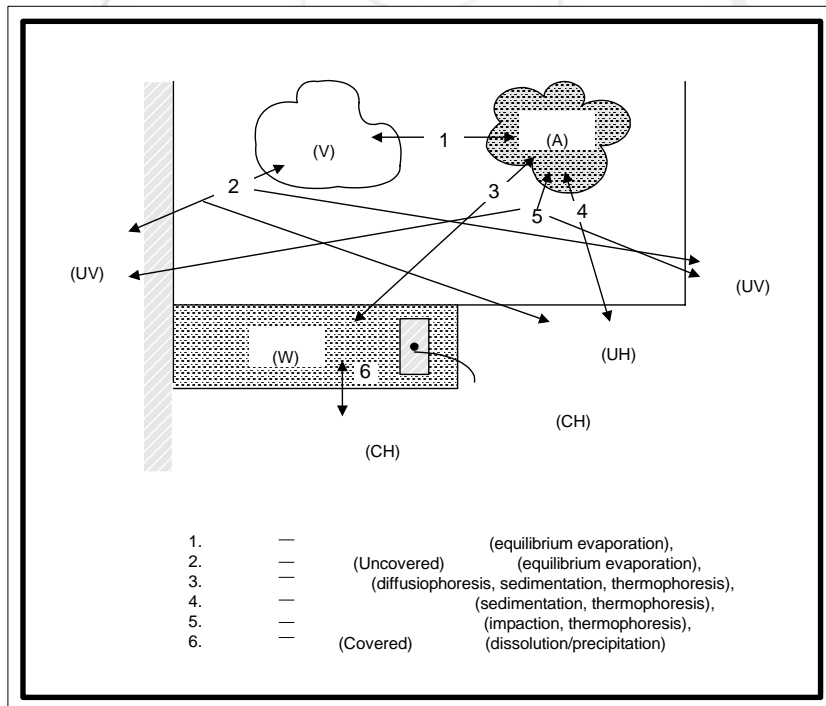 (V)
1
(A)
2
3
5
4
(UV)
(UV)
(W)
6
(UH)
(CH)
(CH)
1. — (equilibrium evaporation),
2. — (Uncovered) (equilibrium evaporation),
3. — (diffusiophoresis, sedimentation, thermophoresis),
4. — (sedimentation, thermophoresis),
5. — (impaction, thermophoresis),
6. — (Covered) (dissolution/precipitation)